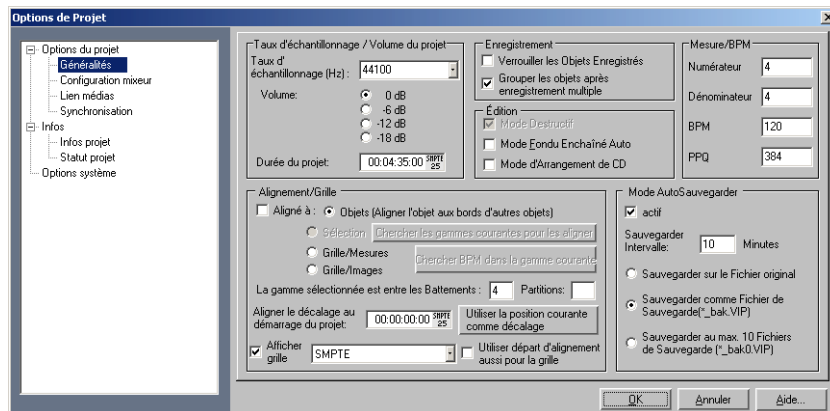 Options de Projet
Options du projet
Généralités
Configuration mixeur
Lien médias
Synchronisation
Infos
Infos projet
Statut projet
Options système
Taux d'échantillonnage / Volume du projet
Taux d'
échantillonnage (Hz) : 44100
Volume: 0 dB
-6 dB
-12 dB
-18 dB
Durée du projet: 00:04:35:00 SMPTE 25
Enregistrement
Verrouiller les Objets Enregistrés
Grouper les objets après
enregistrement multiple
Édition
Mode Destructif
Mode Fondu Enchaîné Auto
Mode d'Arrangement de CD
Mesure/BPM
Numérateur 4
Dénominateur 4
BPM 120
PPQ 384
Alignement/Grille
Aligné à : Objets (Aligner l'objet aux bords d'autres objets)
Sélection Chercher les gammes courantes pour les aligner
Grille/Mesures
Grille/Images
Chercher BPM dans la gamme courante
La gamme sélectionnée est entre les Battements : 4 Partitions:
Aligner le décalage au
démarrage du projet: 00:00:00:00 SMPTE 25
Utiliser la position courante
comme décalage
Afficher
grille SMPTE
Utiliser départ d'alignement
aussi pour la grille
Mode AutoSauvegarder
actif
Sauvegarder
Intervalle: 10 Minutes
Sauvegarder sur le Fichier original
Sauvegarder comme Fichier de
Sauvegarde(*_bak.VIP)
Sauvegarder au max. 10 Fichiers
de Sauvegarde (*_bak0.VIP)
OK
Annuler
Aide...